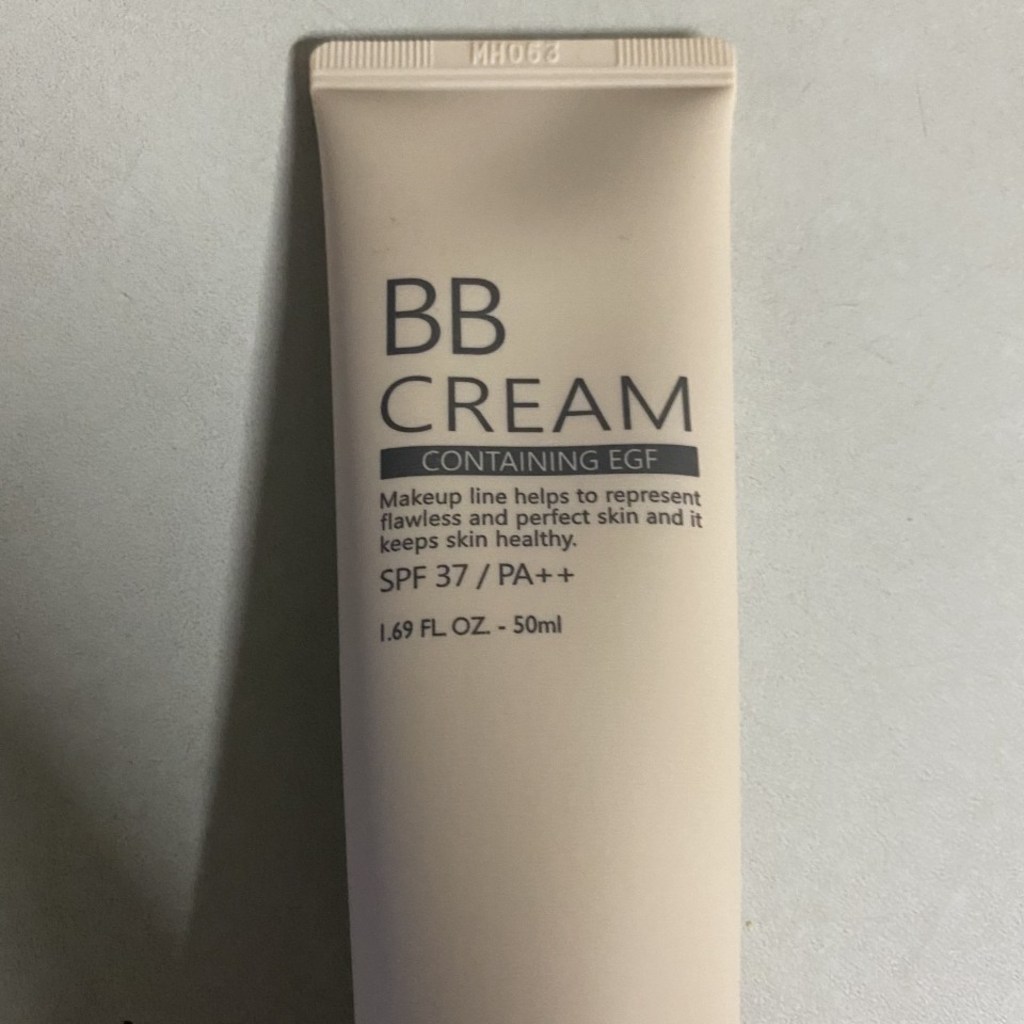 BB
CREAM
CONTAINING EGF
Makeup line helps to represent
flawless and perfect skin and it
keeps skin healthy.
SPF 37 / PA++
1.69 FL. OZ. - 50ml